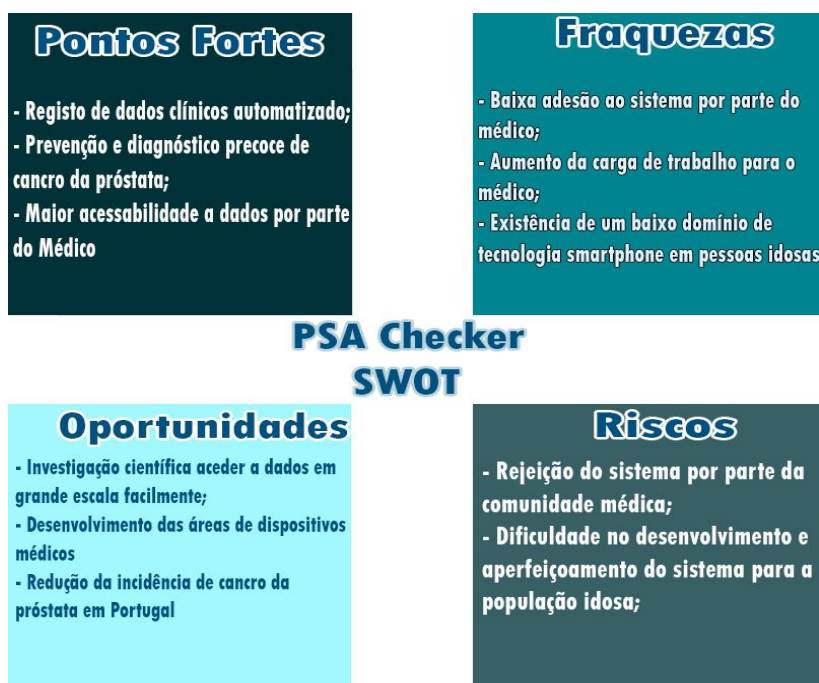 Pontos Fortes
- Registo de dados clínicos automatizado;
- Prevenção e diagnóstico precoce de
cancro da próstata;
- Maior acessabilidade a dados por parte
do Médico
Fraquezas
- Baixa adesão ao sistema por parte do
médico;
- Aumento da carga de trabalho para o
médico;
- Existência de um baixo domínio de
tecnologia smartphone em pessoas idosas
PSA Checker
SWOT
Oportunidades
- Investigação científica aceder a dados em
grande escala facilmente;
- Desenvolvimento das áreas de dispositivos
médicos
- Redução da incidência de cancro da
próstata em Portugal
Riscos
- Rejeição do sistema por parte da
comunidade médica;
- Dificuldade no desenvolvimento e
aperfeiçoamento do sistema para a
população idosa;